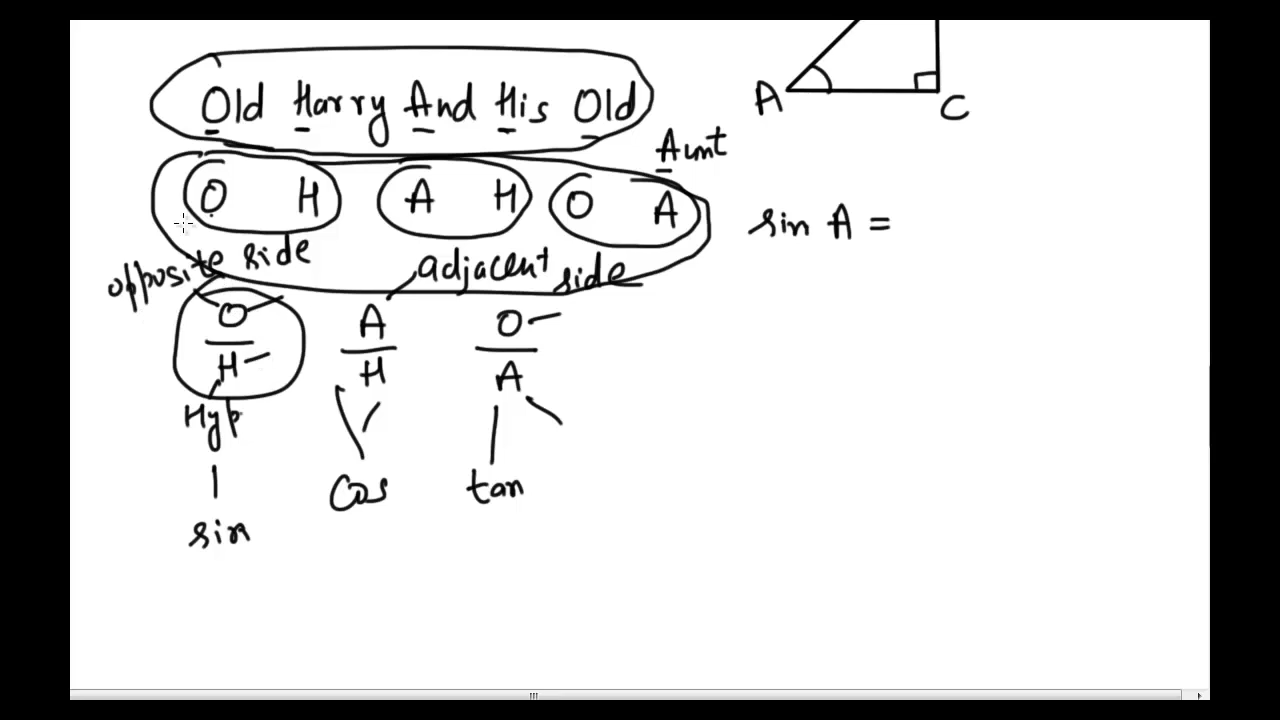 Old Harry And His Old
Aunt
O H A H O A
opposite side
adjacent side
O
H
A
H
O
A
Hyp
sin
cos
tan
A
C
sin A =